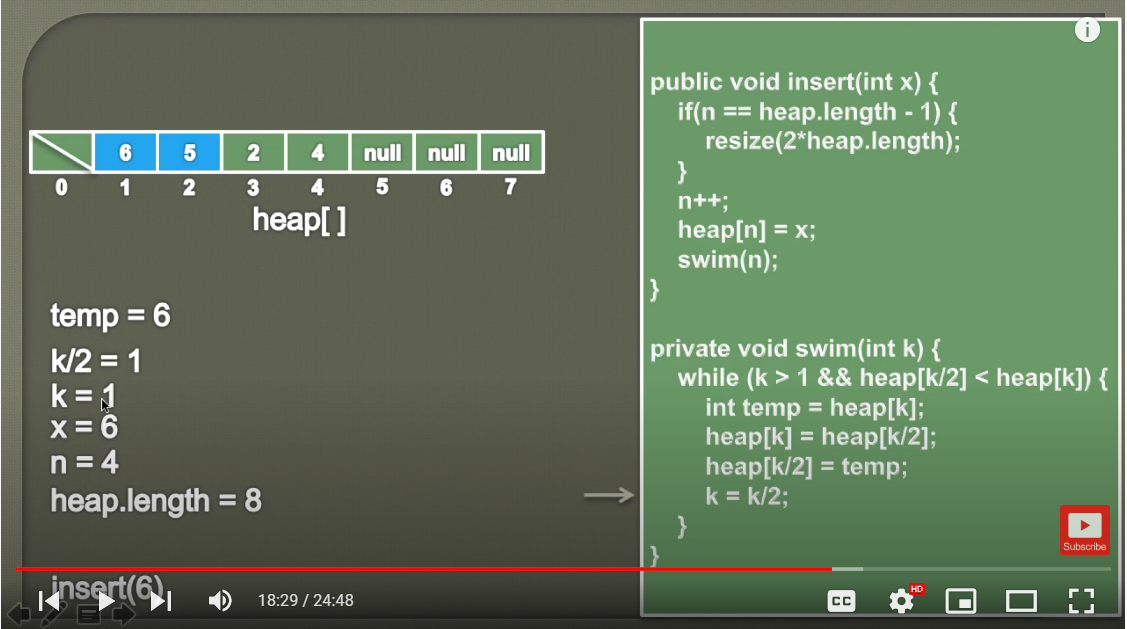 public void insert(int x) {
if(n == heap.length - 1) {
resize(2*heap.length);
}
n++;
heap[n] = x;
swim(n);
}
private void swim(int k) {
while (k > 1 && heap[k/2] < heap[k]) {
int temp = heap[k];
heap[k] = heap[k/2];
heap[k/2] = temp;
k = k/2;
}
}
6 5 2 4 null null null
0 1 2 3 4 5 6 7
heap[ ]
temp = 6
k/2 = 1
k = 1
x = 6
n = 4
heap.length = 8
insert(6)
Subscribe
18:29 / 24:48
CC
HD
i